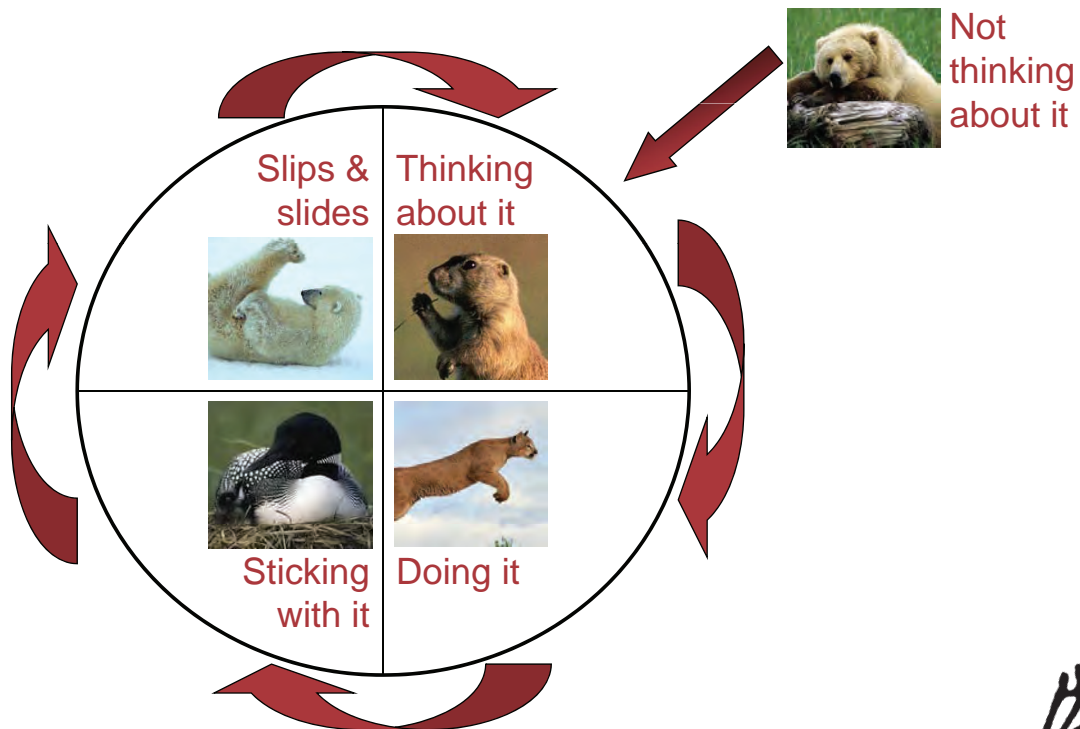 Not
thinking
about it
Slips &
slides
Thinking
about it
Sticking
with it
Doing it